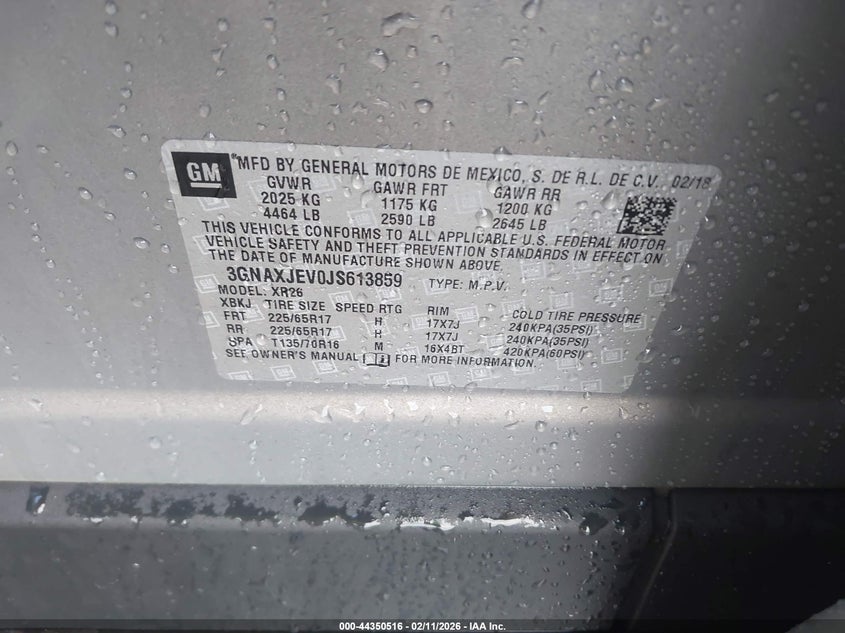 GM
MFD BY GENERAL MOTORS DE MEXICO, S. DE R.L. DE C.V. 02/18
GVWR GAWR FRT GAWR RR
2025 KG 1175 KG 1200 KG
4464 LB 2590 LB 2645 LB
THIS VEHICLE CONFORMS TO ALL APPLICABLE U.S. FEDERAL MOTOR
VEHICLE SAFETY AND THEFT PREVENTION STANDARDS IN EFFECT ON
THE DATE OF MANUFACTURE SHOWN ABOVE.
3GNAXJEV0JS613859 TYPE: M.P.V.
MODEL: XR26
XBKJ TIRE SIZE SPEED RTG RIM COLD TIRE PRESSURE
FRT 225/65R17 H 17X7J 240KPA(35PSI)
RR 225/65R17 H 17X7J 240KPA(35PSI)
SPA T135/70R16 M 16X4BT 420KPA(60PSI)
SEE OWNER'S MANUAL FOR MORE INFORMATION.
000-44350516 - 02/11/2026 - IAA Inc.